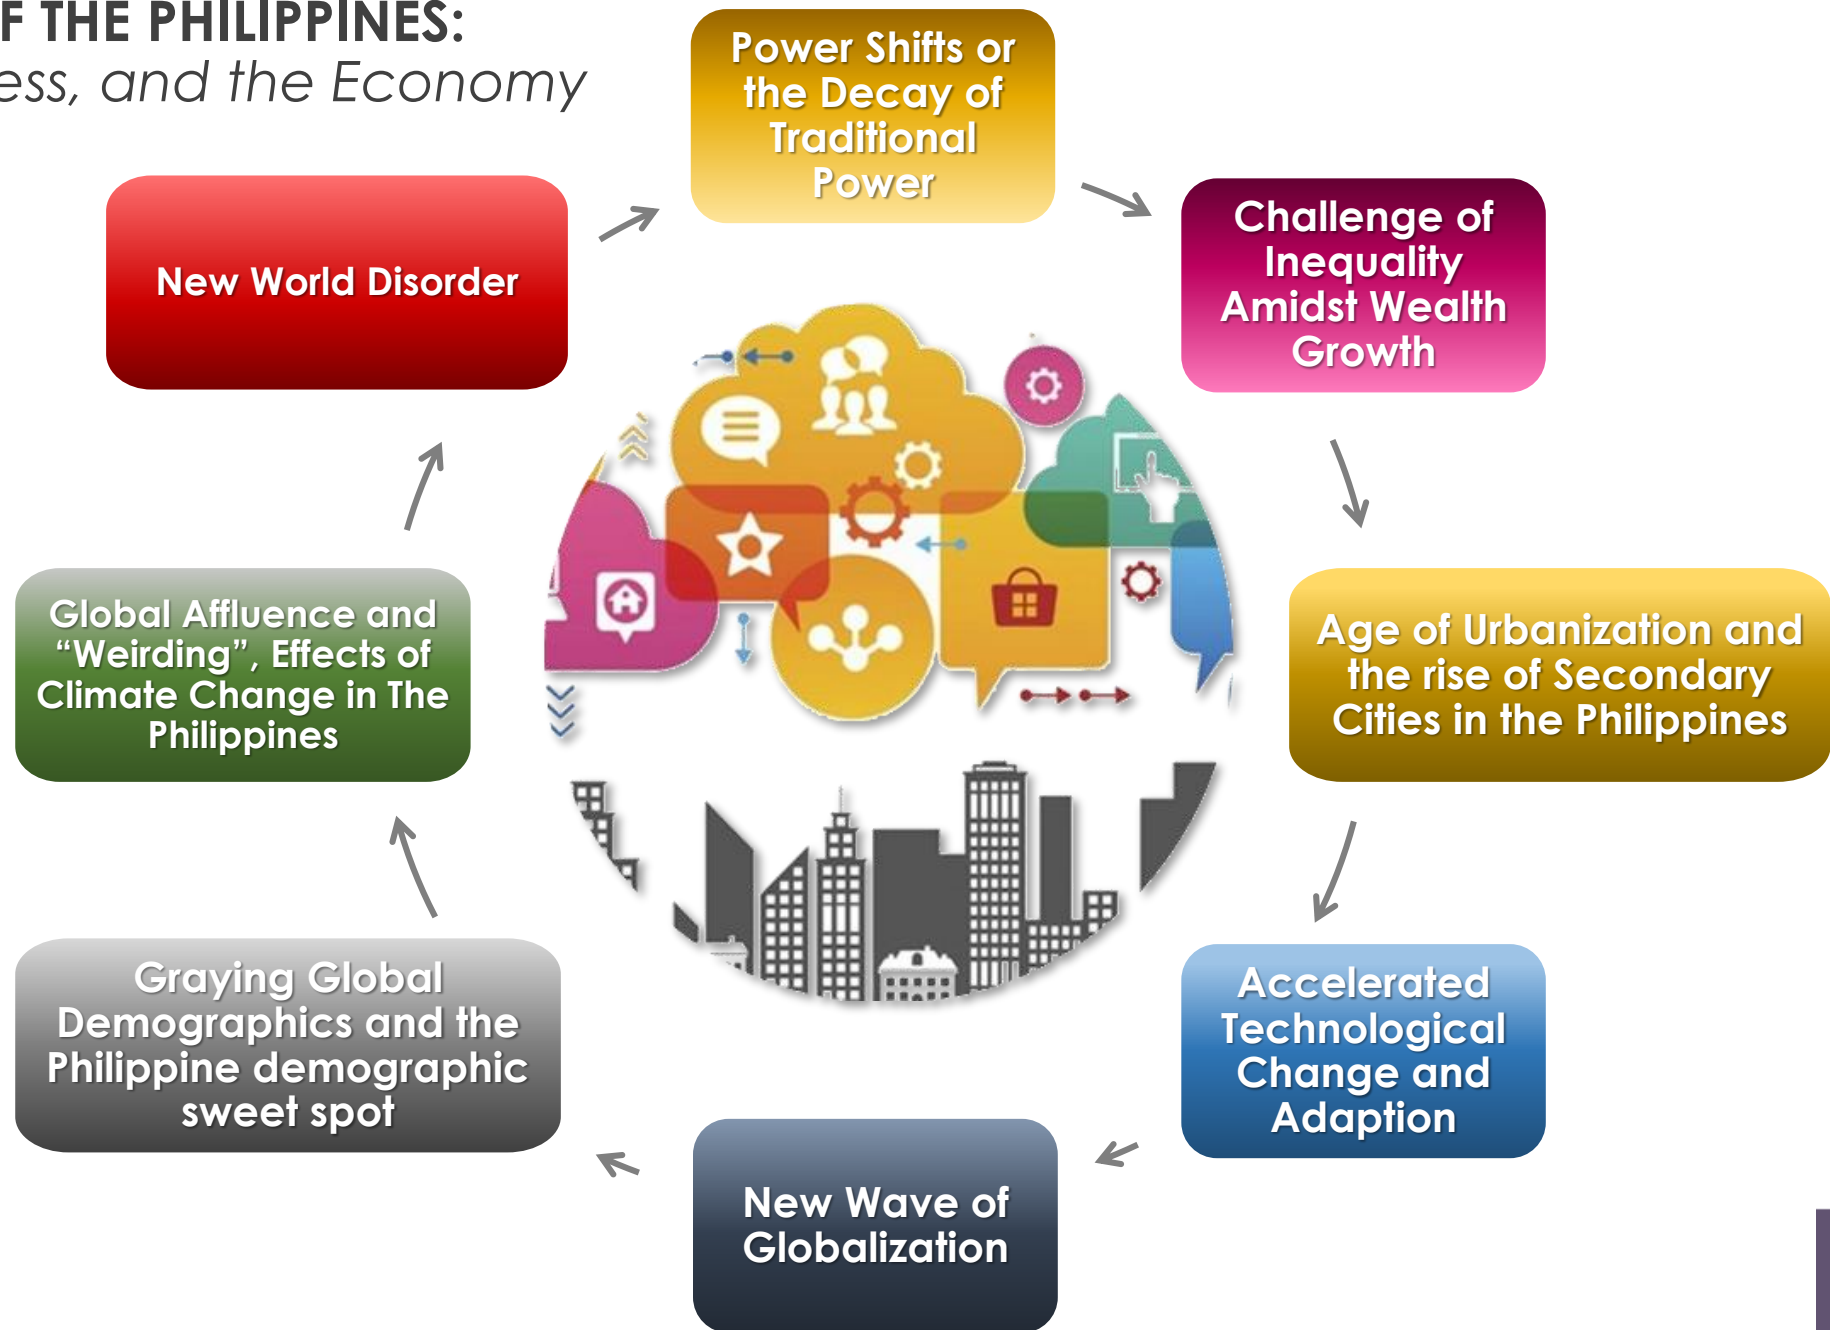 F THE PHILIPPINES:
ess, and the Economy
Power Shifts or
the Decay of
Traditional
Power
Challenge of
Inequality
Amidst Wealth
Growth
Age of Urbanization and
the rise of Secondary
Cities in the Philippines
Accelerated
Technological
Change and
Adaption
New Wave of
Globalization
Graying Global
Demographics and the
Philippine demographic
sweet spot
Global Affluence and
“Weirding”, Effects of
Climate Change in The
Philippines
New World Disorder